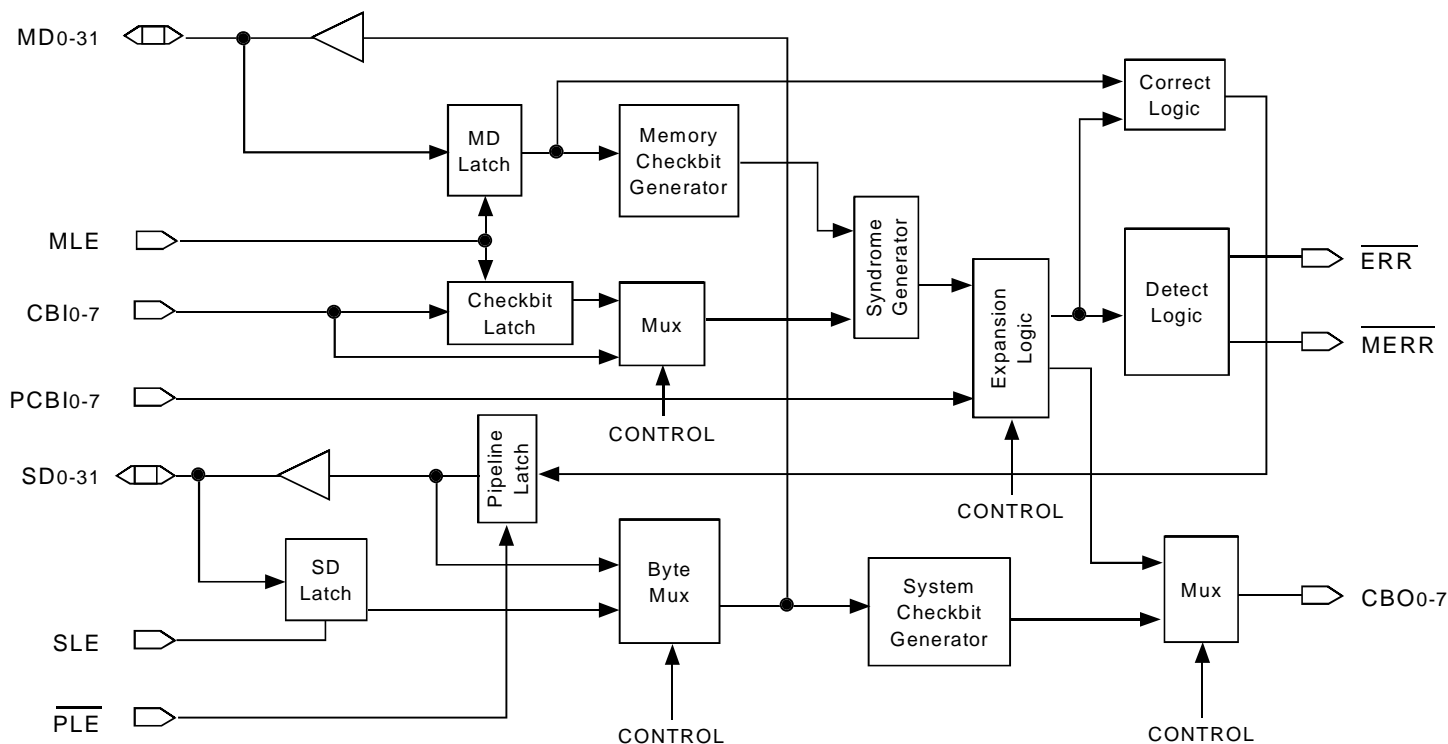 MD0-31
MD
Latch
Memory
Checkbit
Generator
Correct
Logic
MLE
CBI0-7
Checkbit
Latch
Mux
Syndrome
Generator
Expansion
Logic
Detect
Logic
ERR
MERR
PCBI0-7
CONTROL
SD0-31
Pipeline
Latch
CONTROL
SD
Latch
Byte
Mux
System
Checkbit
Generator
Mux
CBO0-7
SLE
PLE
CONTROL
CONTROL